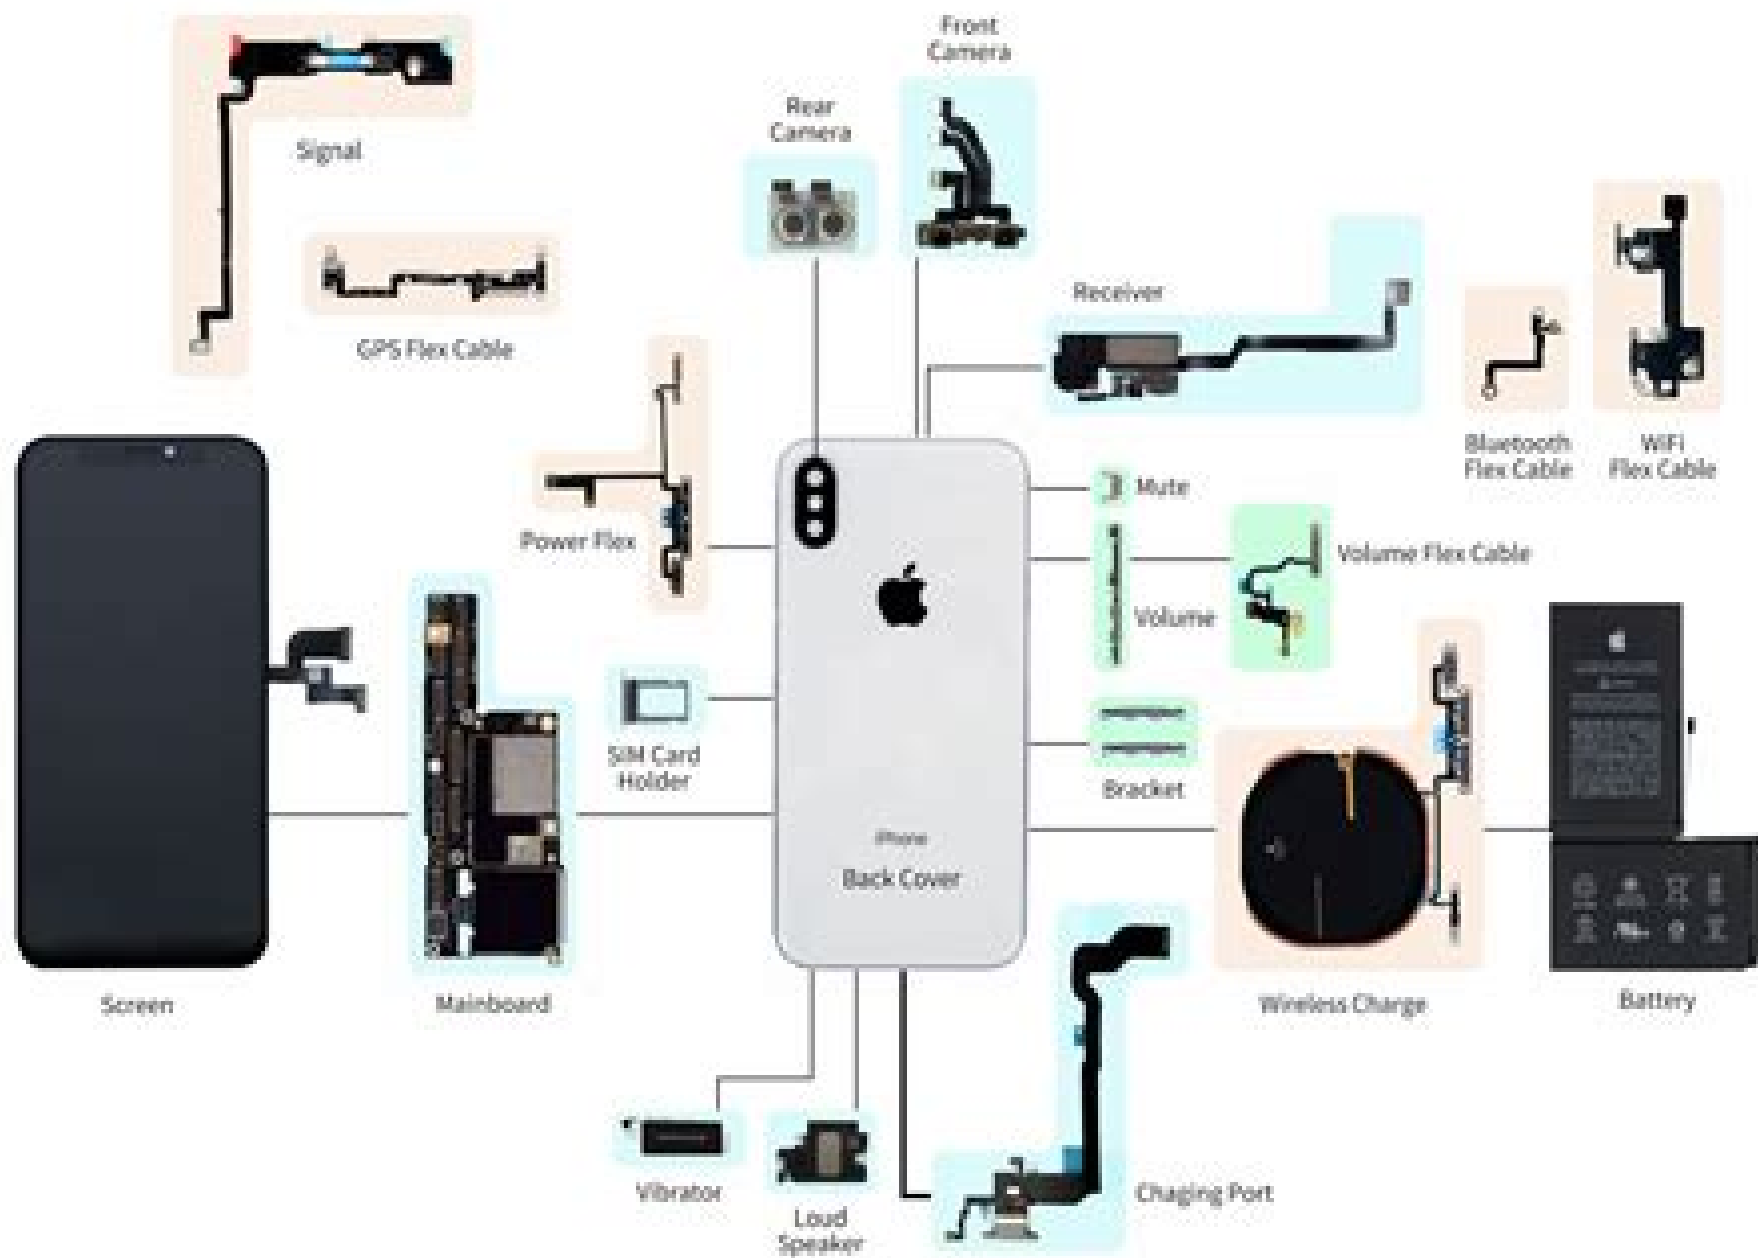 Front
Camera
Rear
Camera
Signal
Receiver
GPS Flex Cable
Bluetooth
Flex Cable
WiFi
Flex Cable
Mute
Power Flex
Volume Flex Cable
Volume
SIM Card
Holder
Bracket
iPhone
Back Cover
Screen
Mainboard
Wireless Charge
Battery
Vibrator
Loud
Speaker
Chaging Port